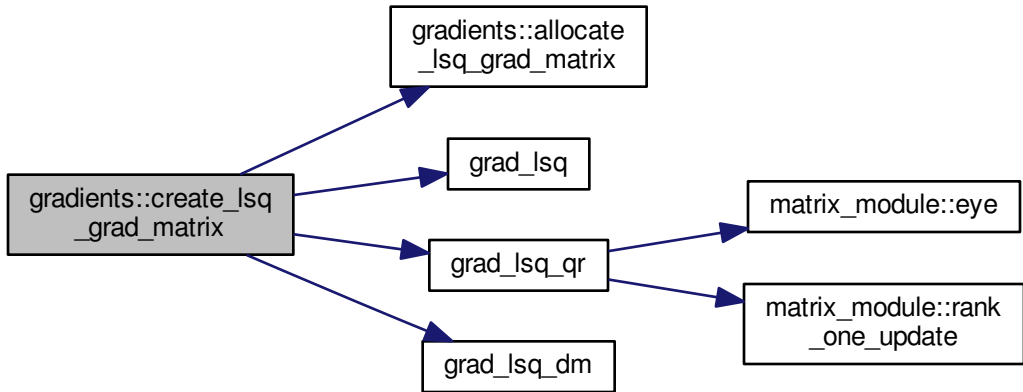 gradients::allocate
_lsq_grad_matrix
grad_lsq
gradients::create_lsq
_grad_matrix
matrix_module::eye
grad_lsq_qr
matrix_module::rank
_one_update
grad_lsq_dm